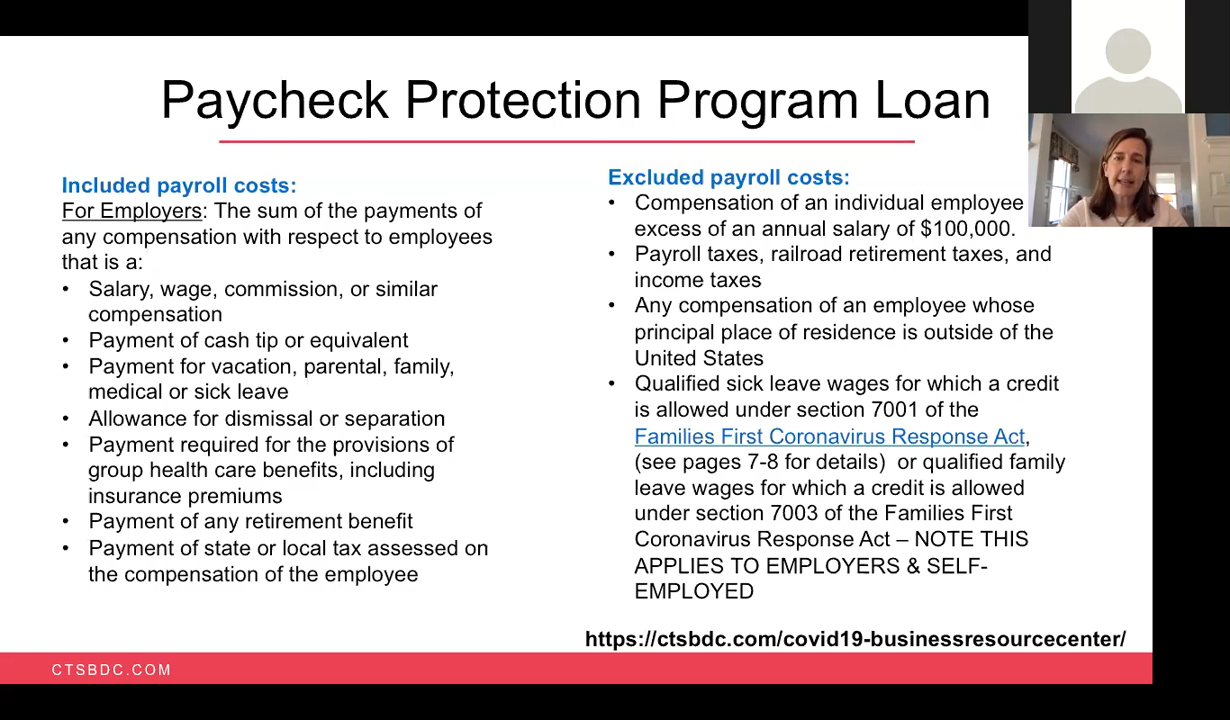 Paycheck Protection Program Loan
Included payroll costs:
For Employers: The sum of the payments of
any compensation with respect to employees
that is a:
• Salary, wage, commission, or similar
compensation
• Payment of cash tip or equivalent
• Payment for vacation, parental, family,
medical or sick leave
• Allowance for dismissal or separation
• Payment required for the provisions of
group health care benefits, including
insurance premiums
• Payment of any retirement benefit
• Payment of state or local tax assessed on
the compensation of the employee
Excluded payroll costs:
• Compensation of an individual employee
excess of an annual salary of $100,000.
• Payroll taxes, railroad retirement taxes, and
income taxes
• Any compensation of an employee whose
principal place of residence is outside of the
United States
• Qualified sick leave wages for which a credit
is allowed under section 7001 of the
Families First Coronavirus Response Act,
(see pages 7-8 for details) or qualified family
leave wages for which a credit is allowed
under section 7003 of the Families First
Coronavirus Response Act – NOTE THIS
APPLIES TO EMPLOYERS & SELF-
EMPLOYED
https://ctsbdc.com/covid19-businessresourcecenter/
CTSBDC.COM